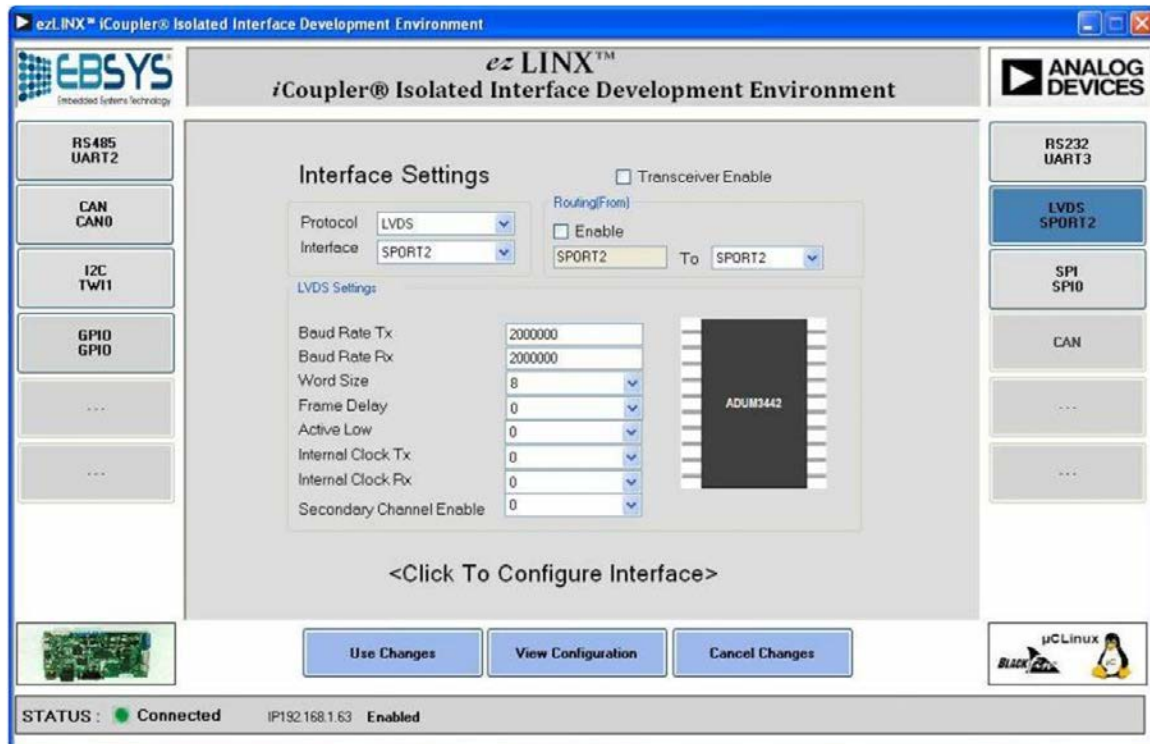 ezLINX™ iCoupler® Isolated Interface Development Environment
EBSYS
Embedded Systems Technology
ez LINX™
iCoupler® Isolated Interface Development Environment
ANALOG
DEVICES
RS485
UART2
CAN
CAN0
I2C
TWI1
GPIO
GPIO
...
...
Interface Settings
Transceiver Enable
Protocol LVDS
Interface SPORT2
Routing(From)
Enable
SPORT2 To SPORT2
LVDS Settings
Baud Rate Tx 2000000
Baud Rate Rx 2000000
Word Size 8
Frame Delay 0
Active Low 0
Internal Clock Tx 0
Internal Clock Rx 0
Secondary Channel Enable 0
ADUM3442
<Click To Configure Interface>
RS232
UART3
LVDS
SPORT2
SPI
SPI0
CAN
...
...
Use Changes View Configuration Cancel Changes
µCLinux
BLACKfin
µC
STATUS : Connected IP192.168.1.63 Enabled